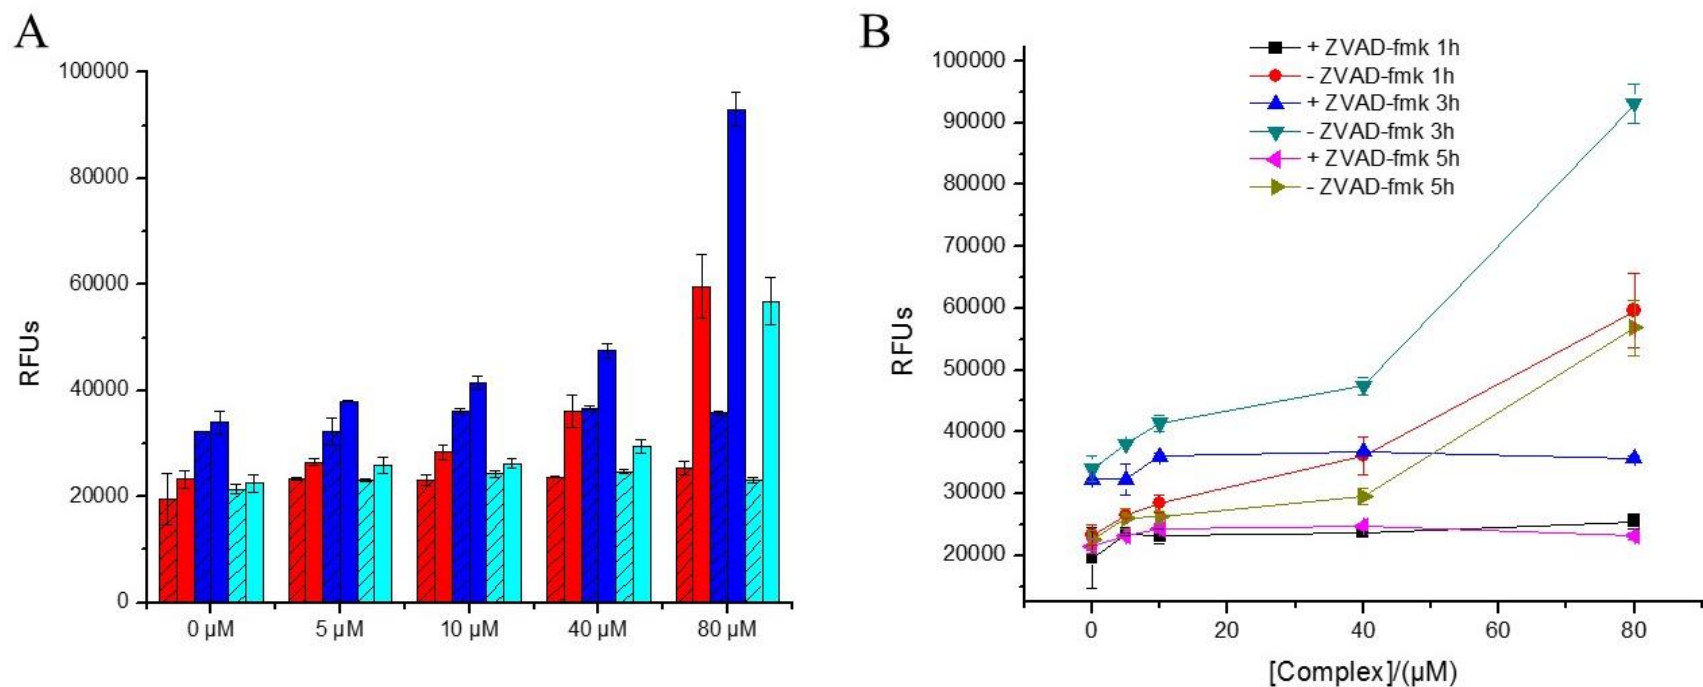 A
100000
80000
60000
40000
20000
0
RFUs
0 µM
5 µM
10 µM
40 µM
80 µM
B
+ ZVAD-fmk 1h
- ZVAD-fmk 1h
+ ZVAD-fmk 3h
- ZVAD-fmk 3h
+ ZVAD-fmk 5h
- ZVAD-fmk 5h
100000
90000
80000
70000
60000
50000
40000
30000
20000
RFUs
0
20
40
60
80
[Complex]/(µM)